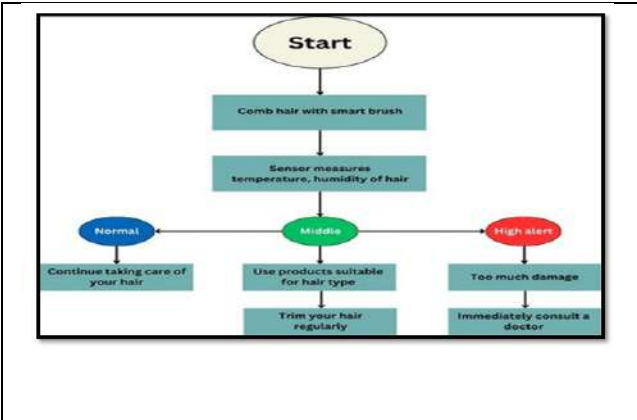 Start
Comb hair with smart brush
Sensor measures
temperature, humidity of hair
Normal
Middle
High alert
Continue taking care of
your hair
Use products suitable
for hair type
Too much damage
Trim your hair
regularly
Immediately consult a
doctor